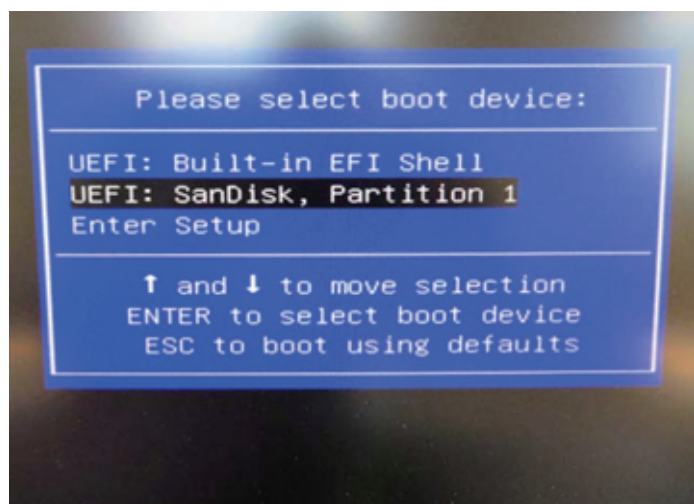 Please select boot device:
UEFI: Built-in EFI Shell
UEFI: SanDisk, Partition 1
Enter Setup
↑ and ↓ to move selection
ENTER to select boot device
ESC to boot using defaults